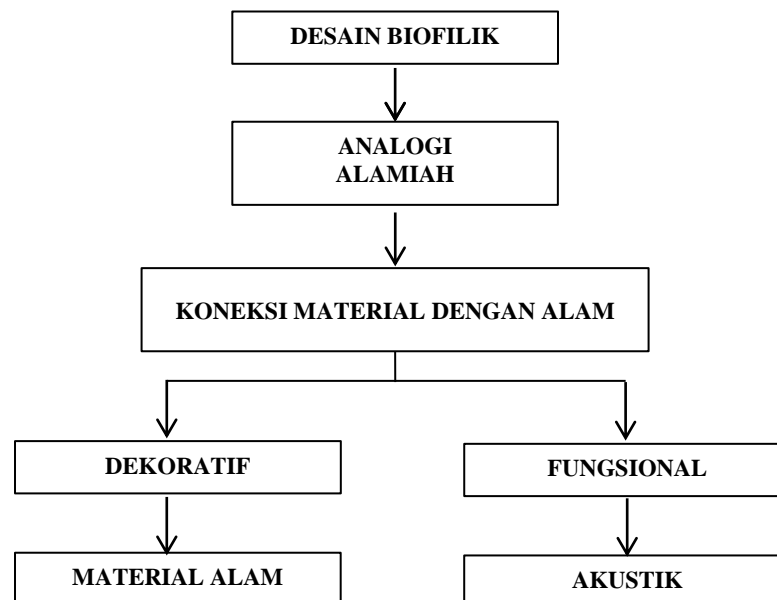 DESAIN BIOFILIK
ANALOGI
ALAMIAH
KONEKSI MATERIAL DENGAN ALAM
DEKORATIF
FUNGSIONAL
MATERIAL ALAM
AKUSTIK